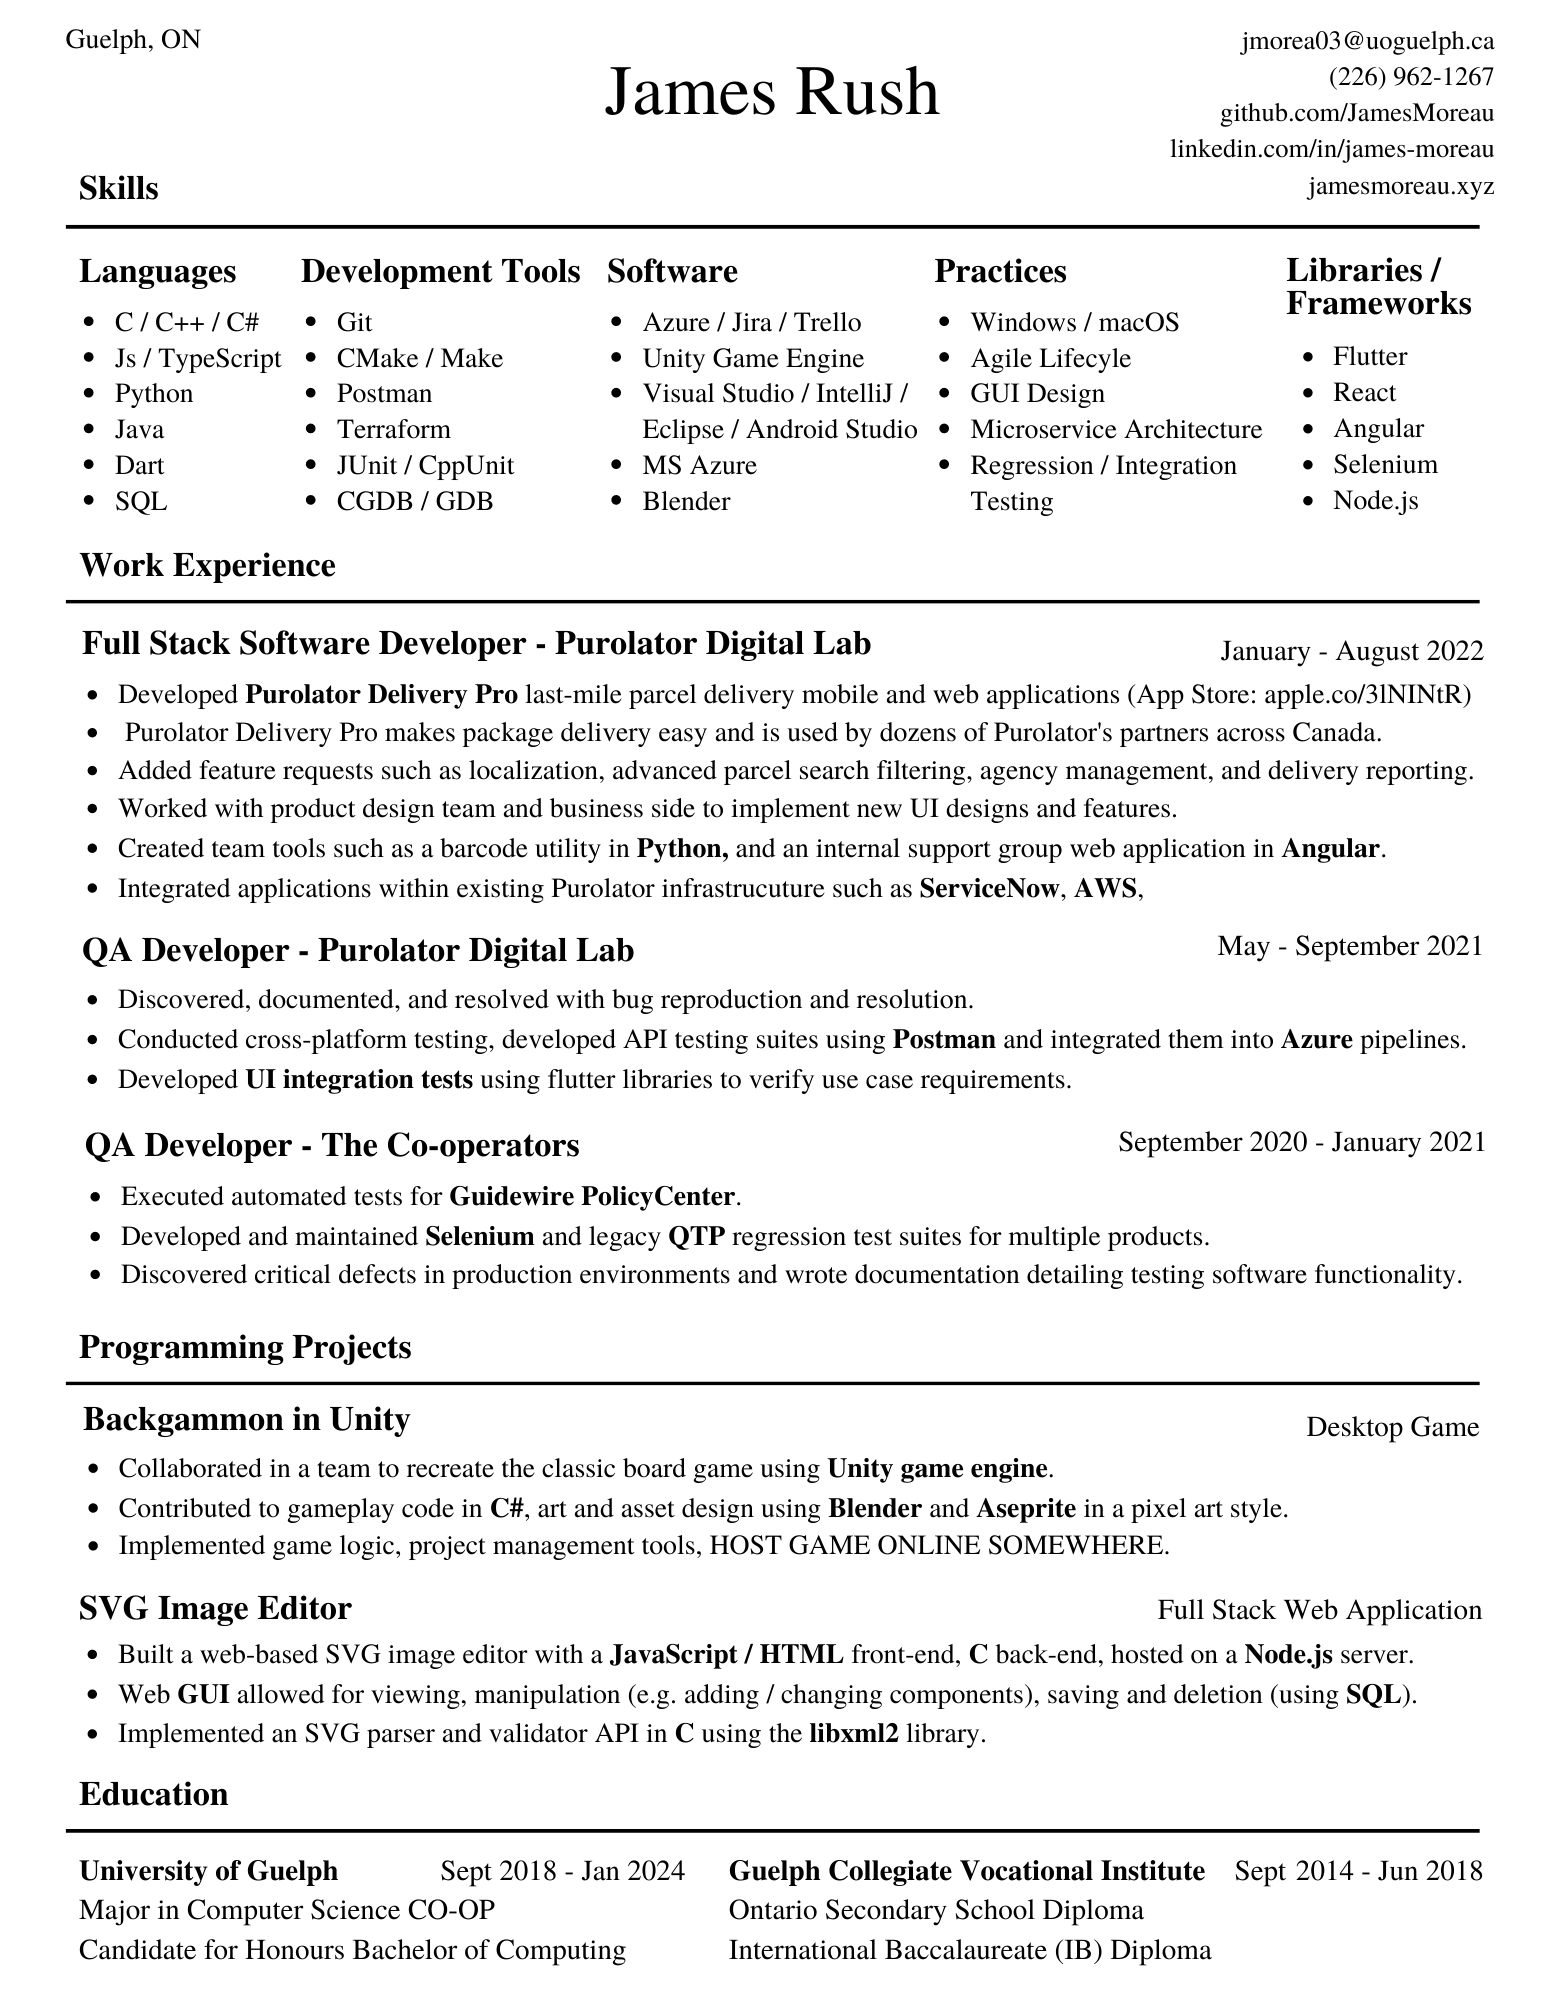 Guelph, ON
James Rush
jmorea03@uoguelph.ca
(226) 962-1267
github.com/JamesMoreau
linkedin.com/in/james-moreau
jamesmoreau.xyz
Skills
Languages
• C / C++ / C#
• Js / TypeScript
• Python
• Java
• Dart
• SQL
Development Tools
• Git
• CMake / Make
• Postman
• Terraform
• JUnit / CppUnit
• CGDB / GDB
Software
• Azure / Jira / Trello
• Unity Game Engine
• Visual Studio / IntelliJ /
Eclipse / Android Studio
• MS Azure
• Blender
Practices
• Windows / macOS
• Agile Lifecyle
• GUI Design
• Microservice Architecture
• Regression / Integration
Testing
Libraries /
Frameworks
• Flutter
• React
• Angular
• Selenium
• Node.js
Work Experience
Full Stack Software Developer - Purolator Digital Lab January - August 2022
• Developed Purolator Delivery Pro last-mile parcel delivery mobile and web applications (App Store: apple.co/3lNINtR)
• Purolator Delivery Pro makes package delivery easy and is used by dozens of Purolator's partners across Canada.
• Added feature requests such as localization, advanced parcel search filtering, agency management, and delivery reporting.
• Worked with product design team and business side to implement new UI designs and features.
• Created team tools such as a barcode utility in Python, and an internal support group web application in Angular.
• Integrated applications within existing Purolator infrastrucuture such as ServiceNow, AWS,
QA Developer - Purolator Digital Lab May - September 2021
• Discovered, documented, and resolved with bug reproduction and resolution.
• Conducted cross-platform testing, developed API testing suites using Postman and integrated them into Azure pipelines.
• Developed UI integration tests using flutter libraries to verify use case requirements.
QA Developer - The Co-operators September 2020 - January 2021
• Executed automated tests for Guidewire PolicyCenter.
• Developed and maintained Selenium and legacy QTP regression test suites for multiple products.
• Discovered critical defects in production environments and wrote documentation detailing testing software functionality.
Programming Projects
Backgammon in Unity Desktop Game
• Collaborated in a team to recreate the classic board game using Unity game engine.
• Contributed to gameplay code in C#, art and asset design using Blender and Aseprite in a pixel art style.
• Implemented game logic, project management tools, HOST GAME ONLINE SOMEWHERE.
SVG Image Editor Full Stack Web Application
• Built a web-based SVG image editor with a JavaScript / HTML front-end, C back-end, hosted on a Node.js server.
• Web GUI allowed for viewing, manipulation (e.g. adding / changing components), saving and deletion (using SQL).
• Implemented an SVG parser and validator API in C using the libxml2 library.
Education
University of Guelph Sept 2018 - Jan 2024
Major in Computer Science CO-OP
Candidate for Honours Bachelor of Computing
Guelph Collegiate Vocational Institute Sept 2014 - Jun 2018
Ontario Secondary School Diploma
International Baccalaureate (IB) Diploma